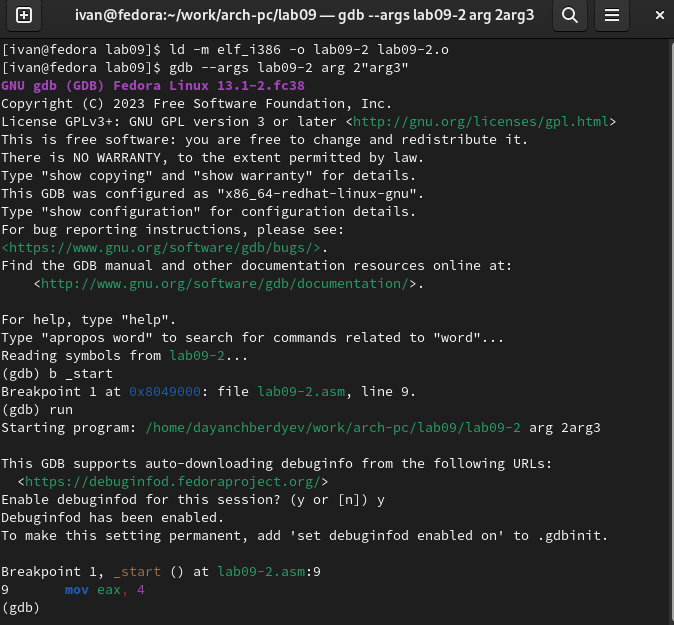 ivan@fedora:~/work/arch-pc/lab09 — gdb --args lab09-2 arg 2arg3
[ivan@fedora lab09]$ ld -m elf_i386 -o lab09-2 lab09-2.o
[ivan@fedora lab09]$ gdb --args lab09-2 arg 2"arg3"
GNU gdb (GDB) Fedora Linux 13.1-2.fc38
Copyright (C) 2023 Free Software Foundation, Inc.
License GPLv3+: GNU GPL version 3 or later <http://gnu.org/licenses/gpl.html>
This is free software: you are free to change and redistribute it.
There is NO WARRANTY, to the extent permitted by law.
Type "show copying" and "show warranty" for details.
This GDB was configured as "x86_64-redhat-linux-gnu".
Type "show configuration" for configuration details.
For bug reporting instructions, please see:
<https://www.gnu.org/software/gdb/bugs/>.
Find the GDB manual and other documentation resources online at:
    <http://www.gnu.org/software/gdb/documentation/>.

For help, type "help".
Type "apropos word" to search for commands related to "word"...
Reading symbols from lab09-2...
(gdb) b _start
Breakpoint 1 at 0x8049000: file lab09-2.asm, line 9.
(gdb) run
Starting program: /home/dayanchberdyev/work/arch-pc/lab09/lab09-2 arg 2arg3

This GDB supports auto-downloading debuginfo from the following URLs:
  <https://debuginfod.fedoraproject.org/>
Enable debuginfod for this session? (y or [n]) y
Debuginfod has been enabled.
To make this setting permanent, add 'set debuginfod enabled on' to .gdbinit.

Breakpoint 1, _start () at lab09-2.asm:9
9       mov eax, 4
(gdb)